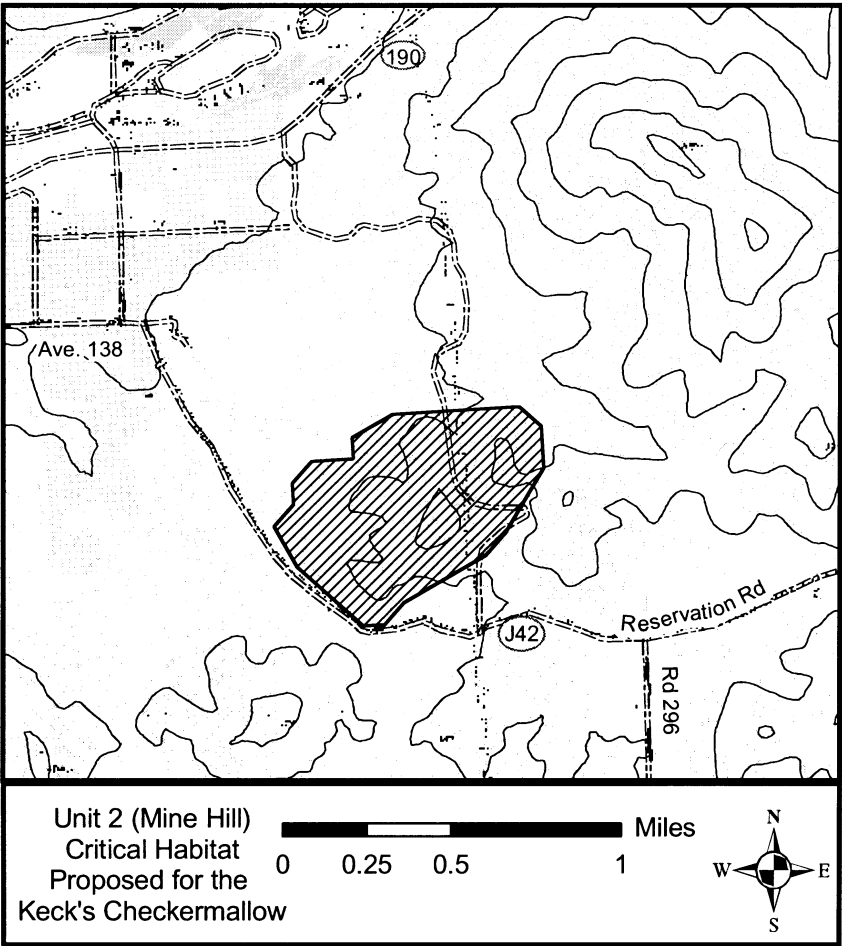 190
Ave. 138
Reservation Rd
J42
Rd 296
Unit 2 (Mine Hill)
Critical Habitat
Proposed for the
Keck's Checkermallow
Miles
0 0.25 0.5 1
N
W E
S